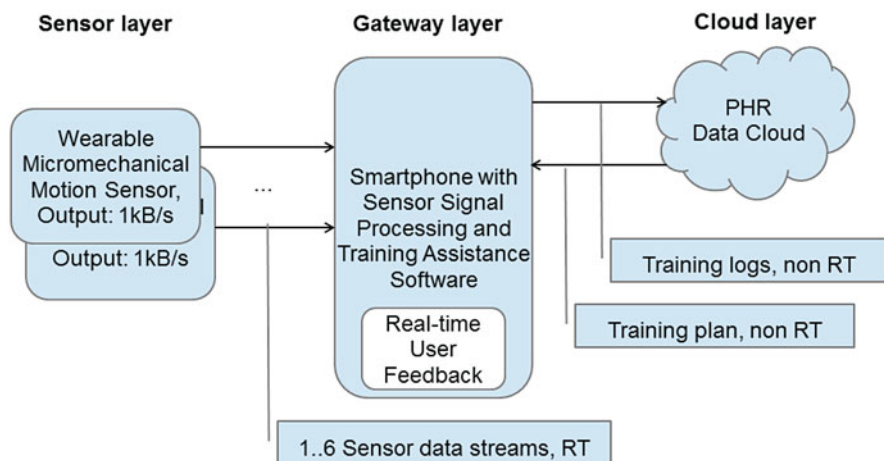 Sensor layer
Gateway layer
Cloud layer
Wearable
Micromechanical
Motion Sensor,
Output: 1kB/s
Output: 1kB/s
...
Smartphone with
Sensor Signal
Processing and
Training Assistance
Software
Real-time
User
Feedback
PHR
Data Cloud
Training logs, non RT
Training plan, non RT
1..6 Sensor data streams, RT